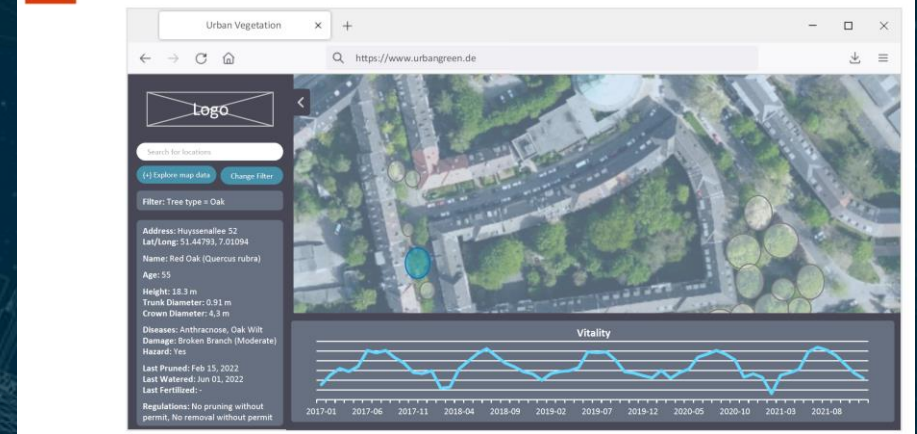 Urban Vegetation
https://www.urbangreen.de
Logo
Search for locations
(+) Explore map data
Change Filter
Filter: Tree type = Oak
Address: Huyssenallee 52
Lat/Long: 51.44793, 7.01094
Name: Red Oak (Quercus rubra)
Age: 55
Height: 18.3 m
Trunk Diameter: 0.91 m
Crown Diameter: 4,3 m
Diseases: Anthracnose, Oak Wilt
Damage: Broken Branch (Moderate)
Hazard: Yes
Last Pruned: Feb 15, 2022
Last Watered: Jun 01, 2022
Last Fertilized: -
Regulations: No pruning without
permit, No removal without permit
Vitality
2017-01 2017-06 2017-11 2018-04 2018-09 2019-02 2019-07 2019-12 2020-05 2020-10 2021-03 2021-08